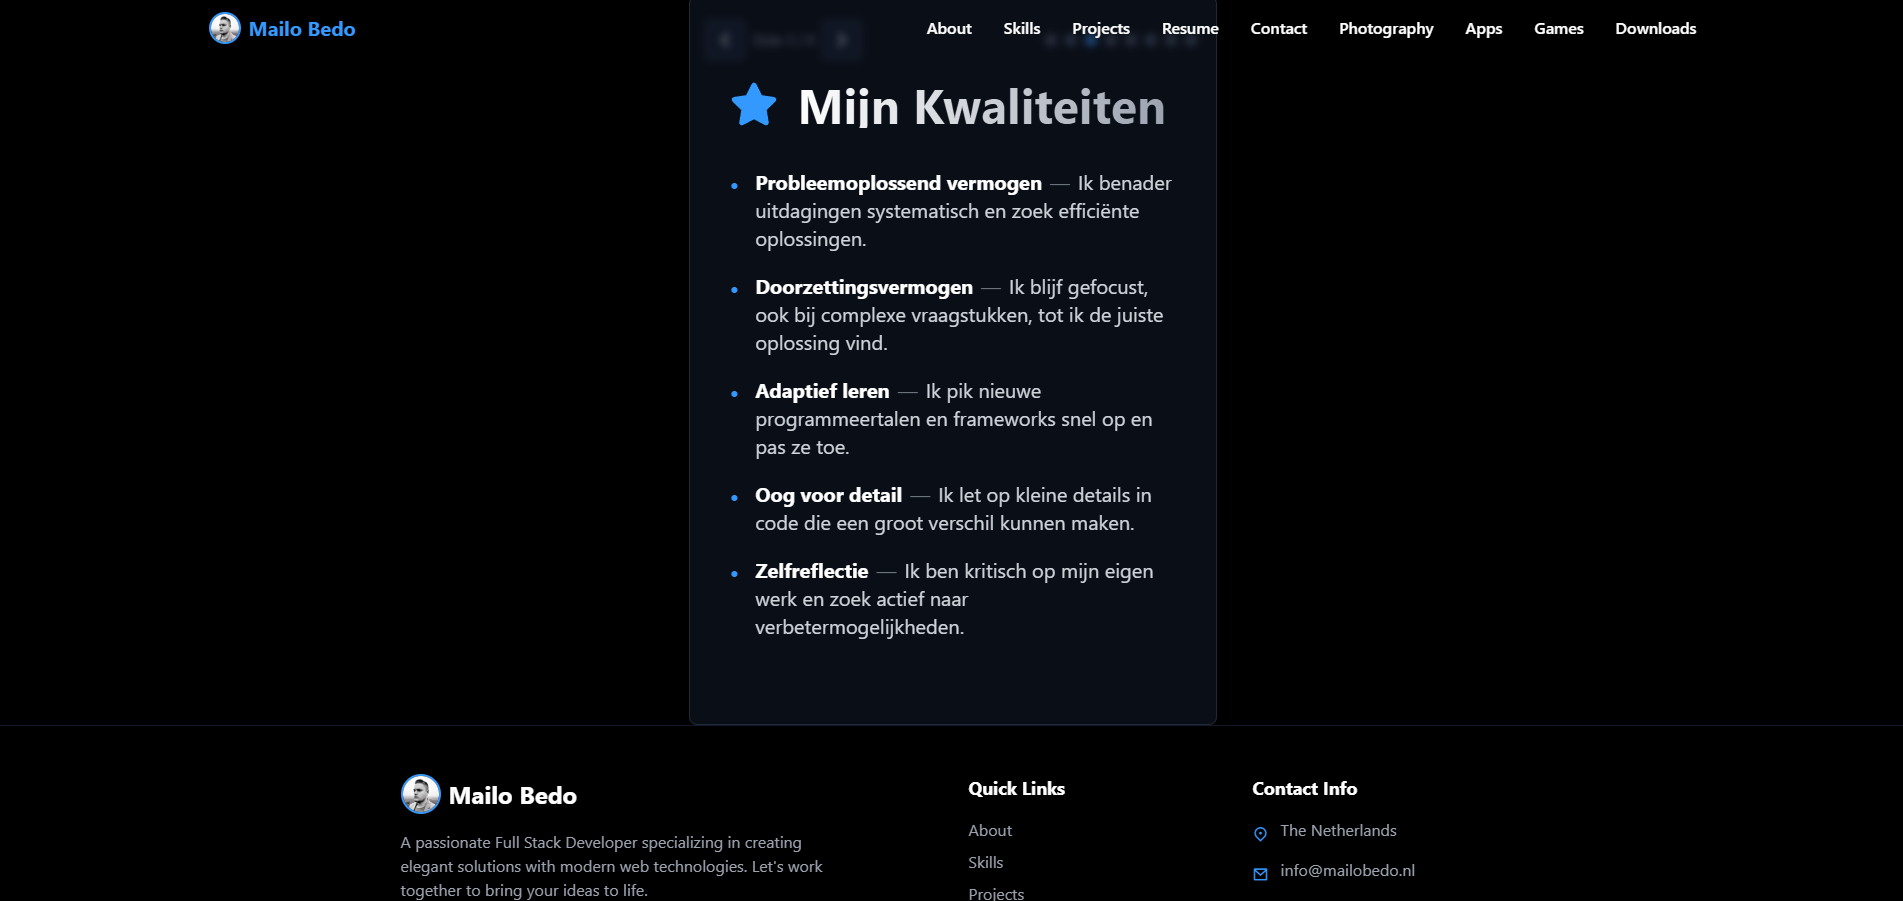 Mailo Bedo
About Skills Projects Resume Contact Photography Apps Games Downloads
Mijn Kwaliteiten
Probleemoplossend vermogen — Ik benader
uitdagingen systematisch en zoek efficiënte
oplossingen.
Doorzettingsvermogen — Ik blijf gefocust,
ook bij complexe vraagstukken, tot ik de juiste
oplossing vind.
Adaptief leren — Ik pik nieuwe
programmeertalen en frameworks snel op en
pas ze toe.
Oog voor detail — Ik let op kleine details in
code die een groot verschil kunnen maken.
Zelfreflectie — Ik ben kritisch op mijn eigen
werk en zoek actief naar
verbetermogelijkheden.
Mailo Bedo
A passionate Full Stack Developer specializing in creating
elegant solutions with modern web technologies. Let's work
together to bring your ideas to life.
Quick Links
About
Skills
Projects
Contact Info
The Netherlands
info@mailobedo.nl